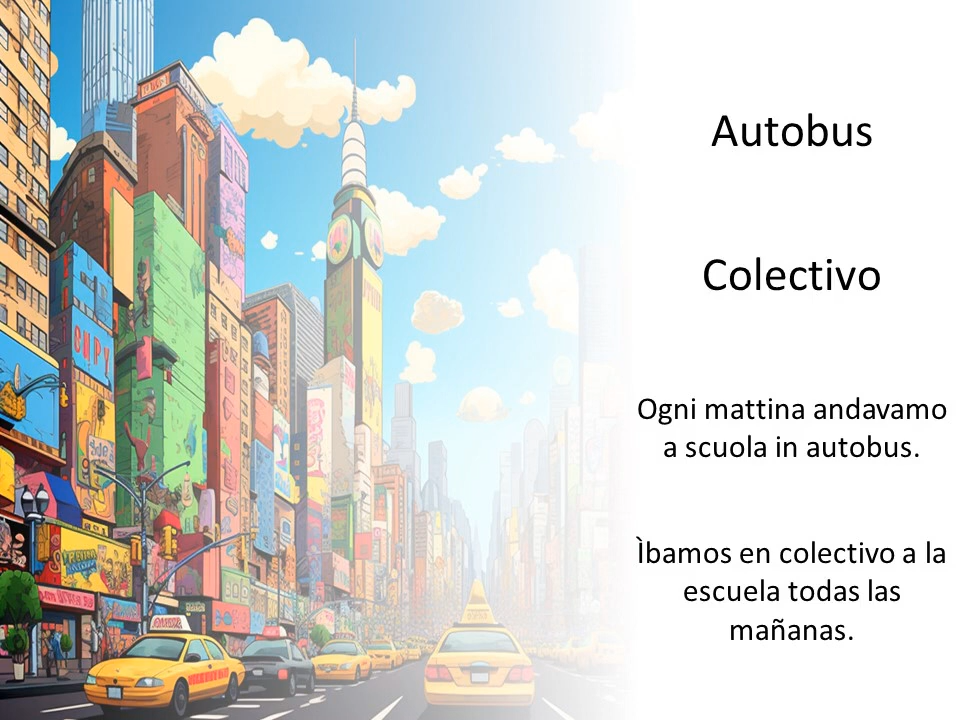 Autobus
Colectivo
Ogni mattina andavamo
a scuola in autobus.
Ìbamos en colectivo a la
escuela todas las
mañanas.